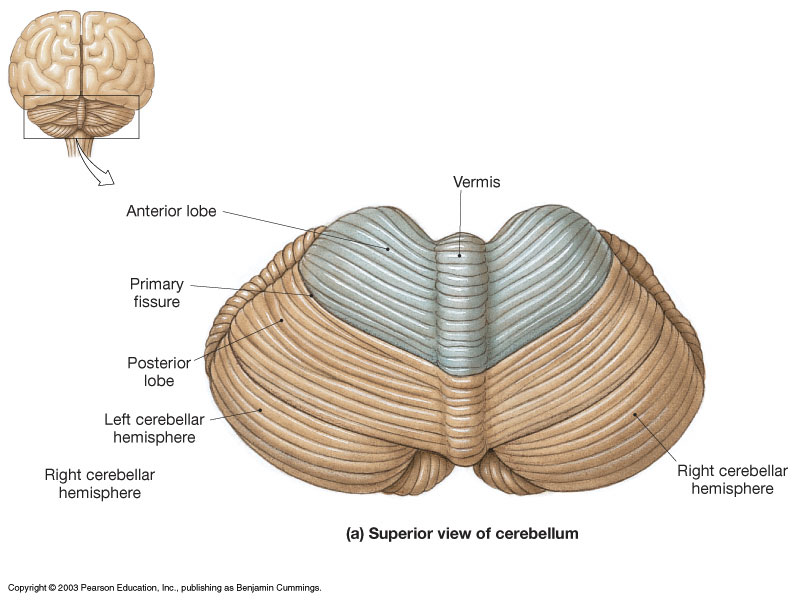 Vermis
Anterior lobe
Primary
fissure
Posterior
lobe
Left cerebellar
hemisphere
Right cerebellar
hemisphere
Right cerebellar
hemisphere
(a) Superior view of cerebellum
Copyright © 2003 Pearson Education, Inc., publishing as Benjamin Cummings.